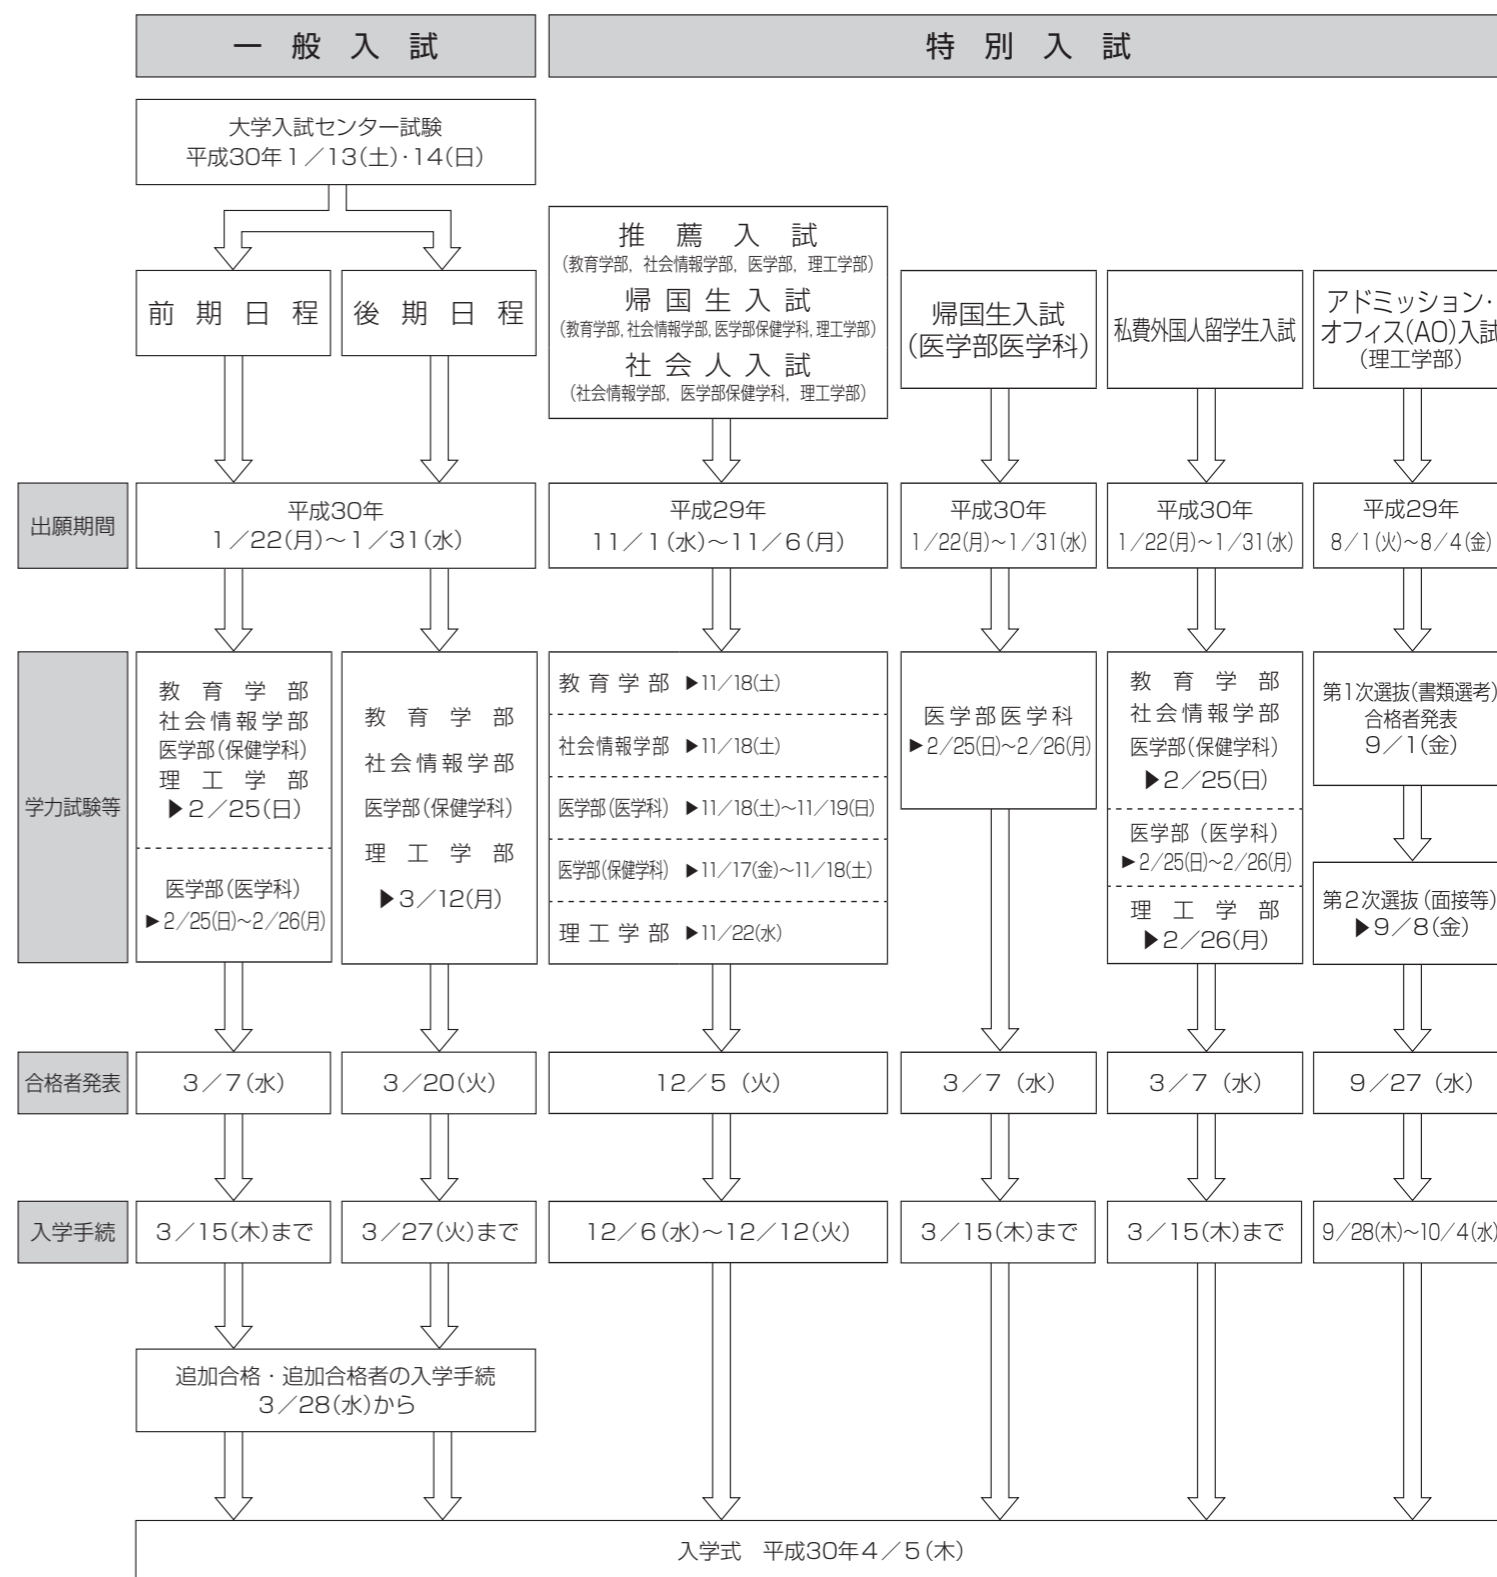 一般入試
特別入試
大学入試センター試験
平成30年1／13(土)・14(日)
前期日程
後期日程
推薦入試
(教育学部，社会情報学部，医学部，理工学部)
帰国生入試
(教育学部，社会情報学部，医学部保健学科，理工学部)
社会人入試
(社会情報学部，医学部保健学科，理工学部)
帰国生入試
(医学部医学科)
私費外国人留学生入試
アドミッション・
オフィス(AO)入試
(理工学部)
出願期間
平成30年
1／22(月)～1／31(水)
平成29年
11／1(水)～11／6(月)
平成30年
1／22(月)～1／31(水)
平成30年
1／22(月)～1／31(水)
平成29年
8／1(火)～8／4(金)
学力試験等
教育学部
社会情報学部
医学部(保健学科)
理工学部
▶2／25(日)
医学部(医学科)
▶2／25(日)～2／26(月)
教育学部
社会情報学部
医学部(保健学科)
理工学部
▶3／12(月)
教育学部 ▶11／18(土)
社会情報学部 ▶11／18(土)
医学部(医学科) ▶11／18(土)～11／19(日)
医学部(保健学科) ▶11／17(金)～11／18(土)
理工学部 ▶11／22(水)
医学部医学科
▶2／25(日)～2／26(月)
教育学部
社会情報学部
医学部(保健学科)
▶2／25(日)
医学部(医学科)
▶2／25(日)～2／26(月)
理工学部
▶2／26(月)
第1次選抜(書類選考)
合格者発表
9／1(金)
第2次選抜(面接等)
▶9／8(金)
合格者発表
3／7(水)
3／20(火)
12／5(火)
3／7(水)
3／7(水)
9／27(水)
入学手続
3／15(木)まで
3／27(火)まで
12／6(水)～12／12(火)
3／15(木)まで
3／15(木)まで
9／28(木)～10／4(水)
追加合格・追加合格者の入学手続
3／28(水)から
入学式　平成30年4／5(木)